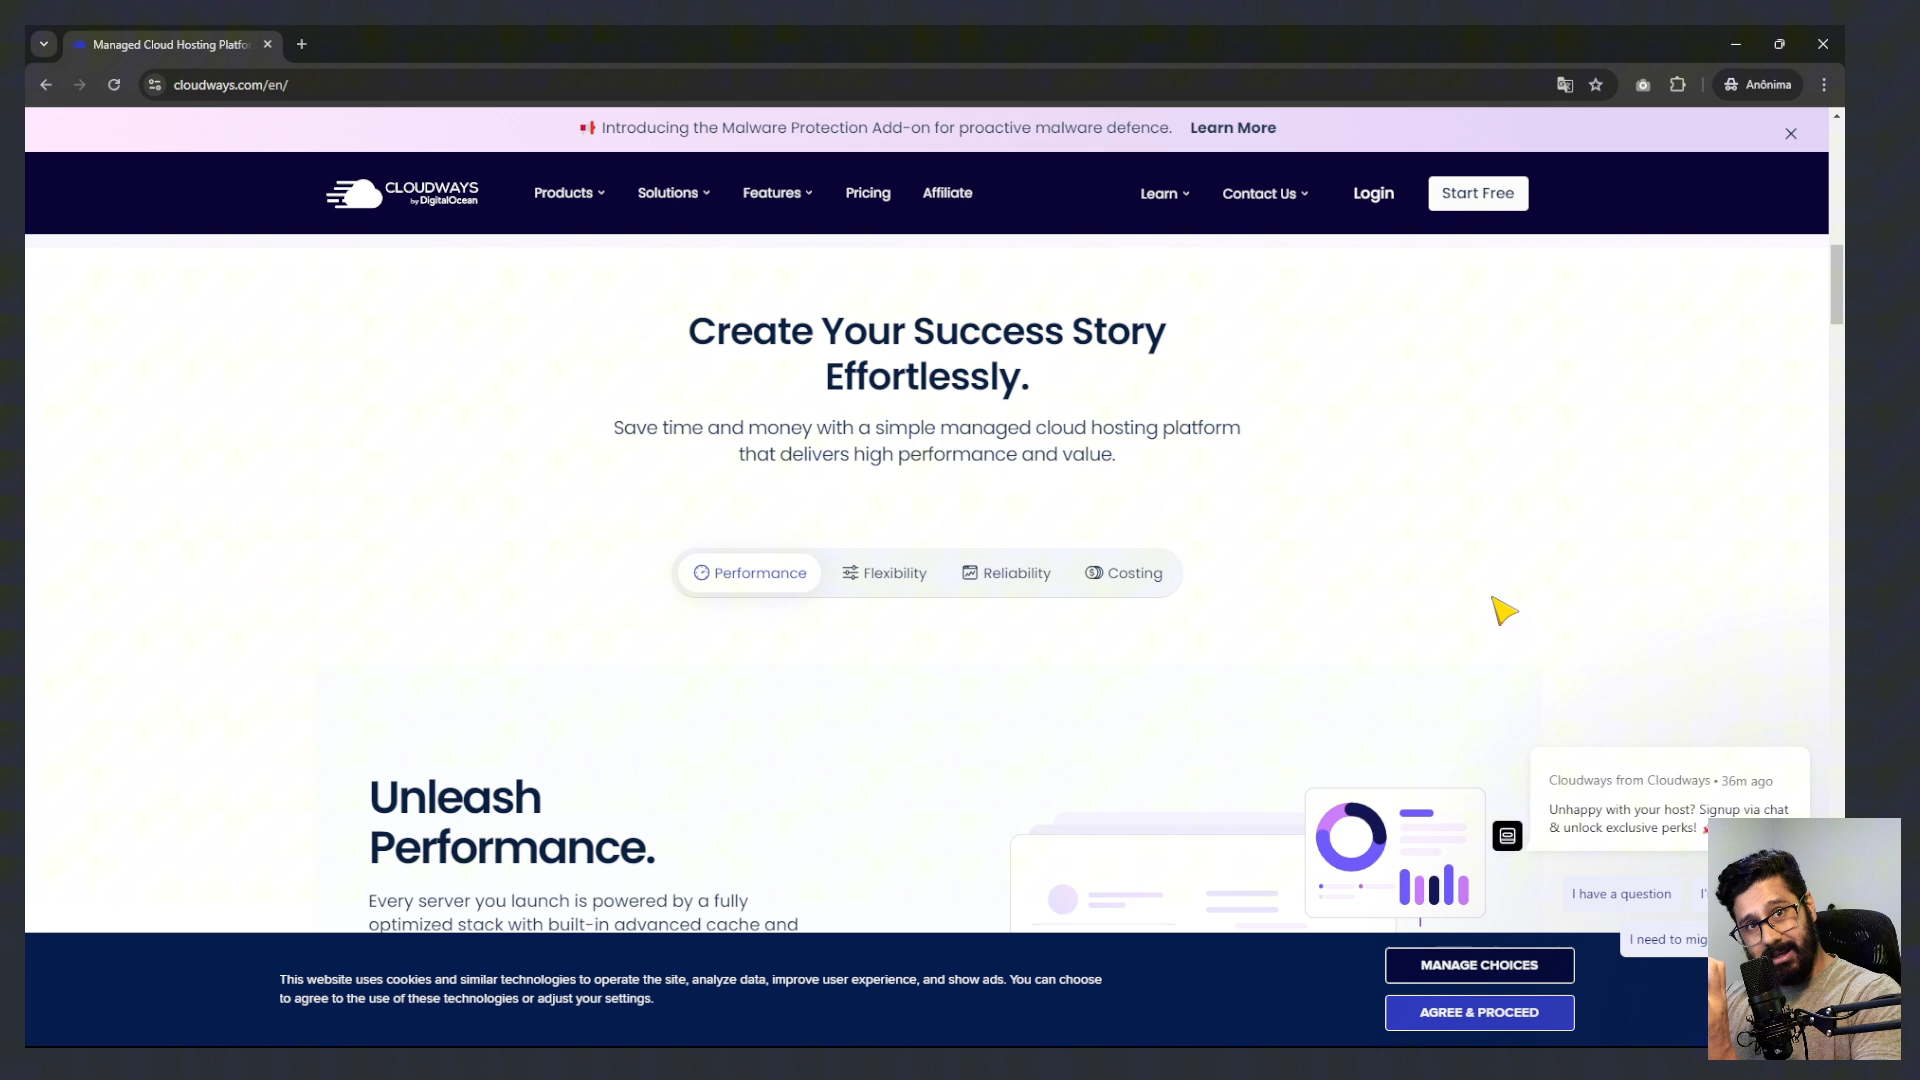 Managed Cloud Hosting Platfo
cloudways.com/en/
Anônima
Introducing the Malware Protection Add-on for proactive malware defence. Learn More
CLOUDWAYS
by DigitalOcean
Products
Solutions
Features
Pricing
Affiliate
Learn
Contact Us
Login
Start Free
Create Your Success Story
Effortlessly.
Save time and money with a simple managed cloud hosting platform
that delivers high performance and value.
Performance
Flexibility
Reliability
Costing
Unleash
Performance.
Every server you launch is powered by a fully
optimized stack with built-in advanced cache and
Cloudways from Cloudways • 36m ago
Unhappy with your host? Signup via chat
& unlock exclusive perks!
I have a question
I'
I need to mig
This website uses cookies and similar technologies to operate the site, analyze data, improve user experience, and show ads. You can choose
to agree to the use of these technologies or adjust your settings.
MANAGE CHOICES
AGREE & PROCEED